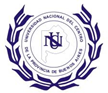 UNIVERSIDAD NACIONAL DEL CENTRO
DE LA PROVINCIA DE BUENOS AIRES